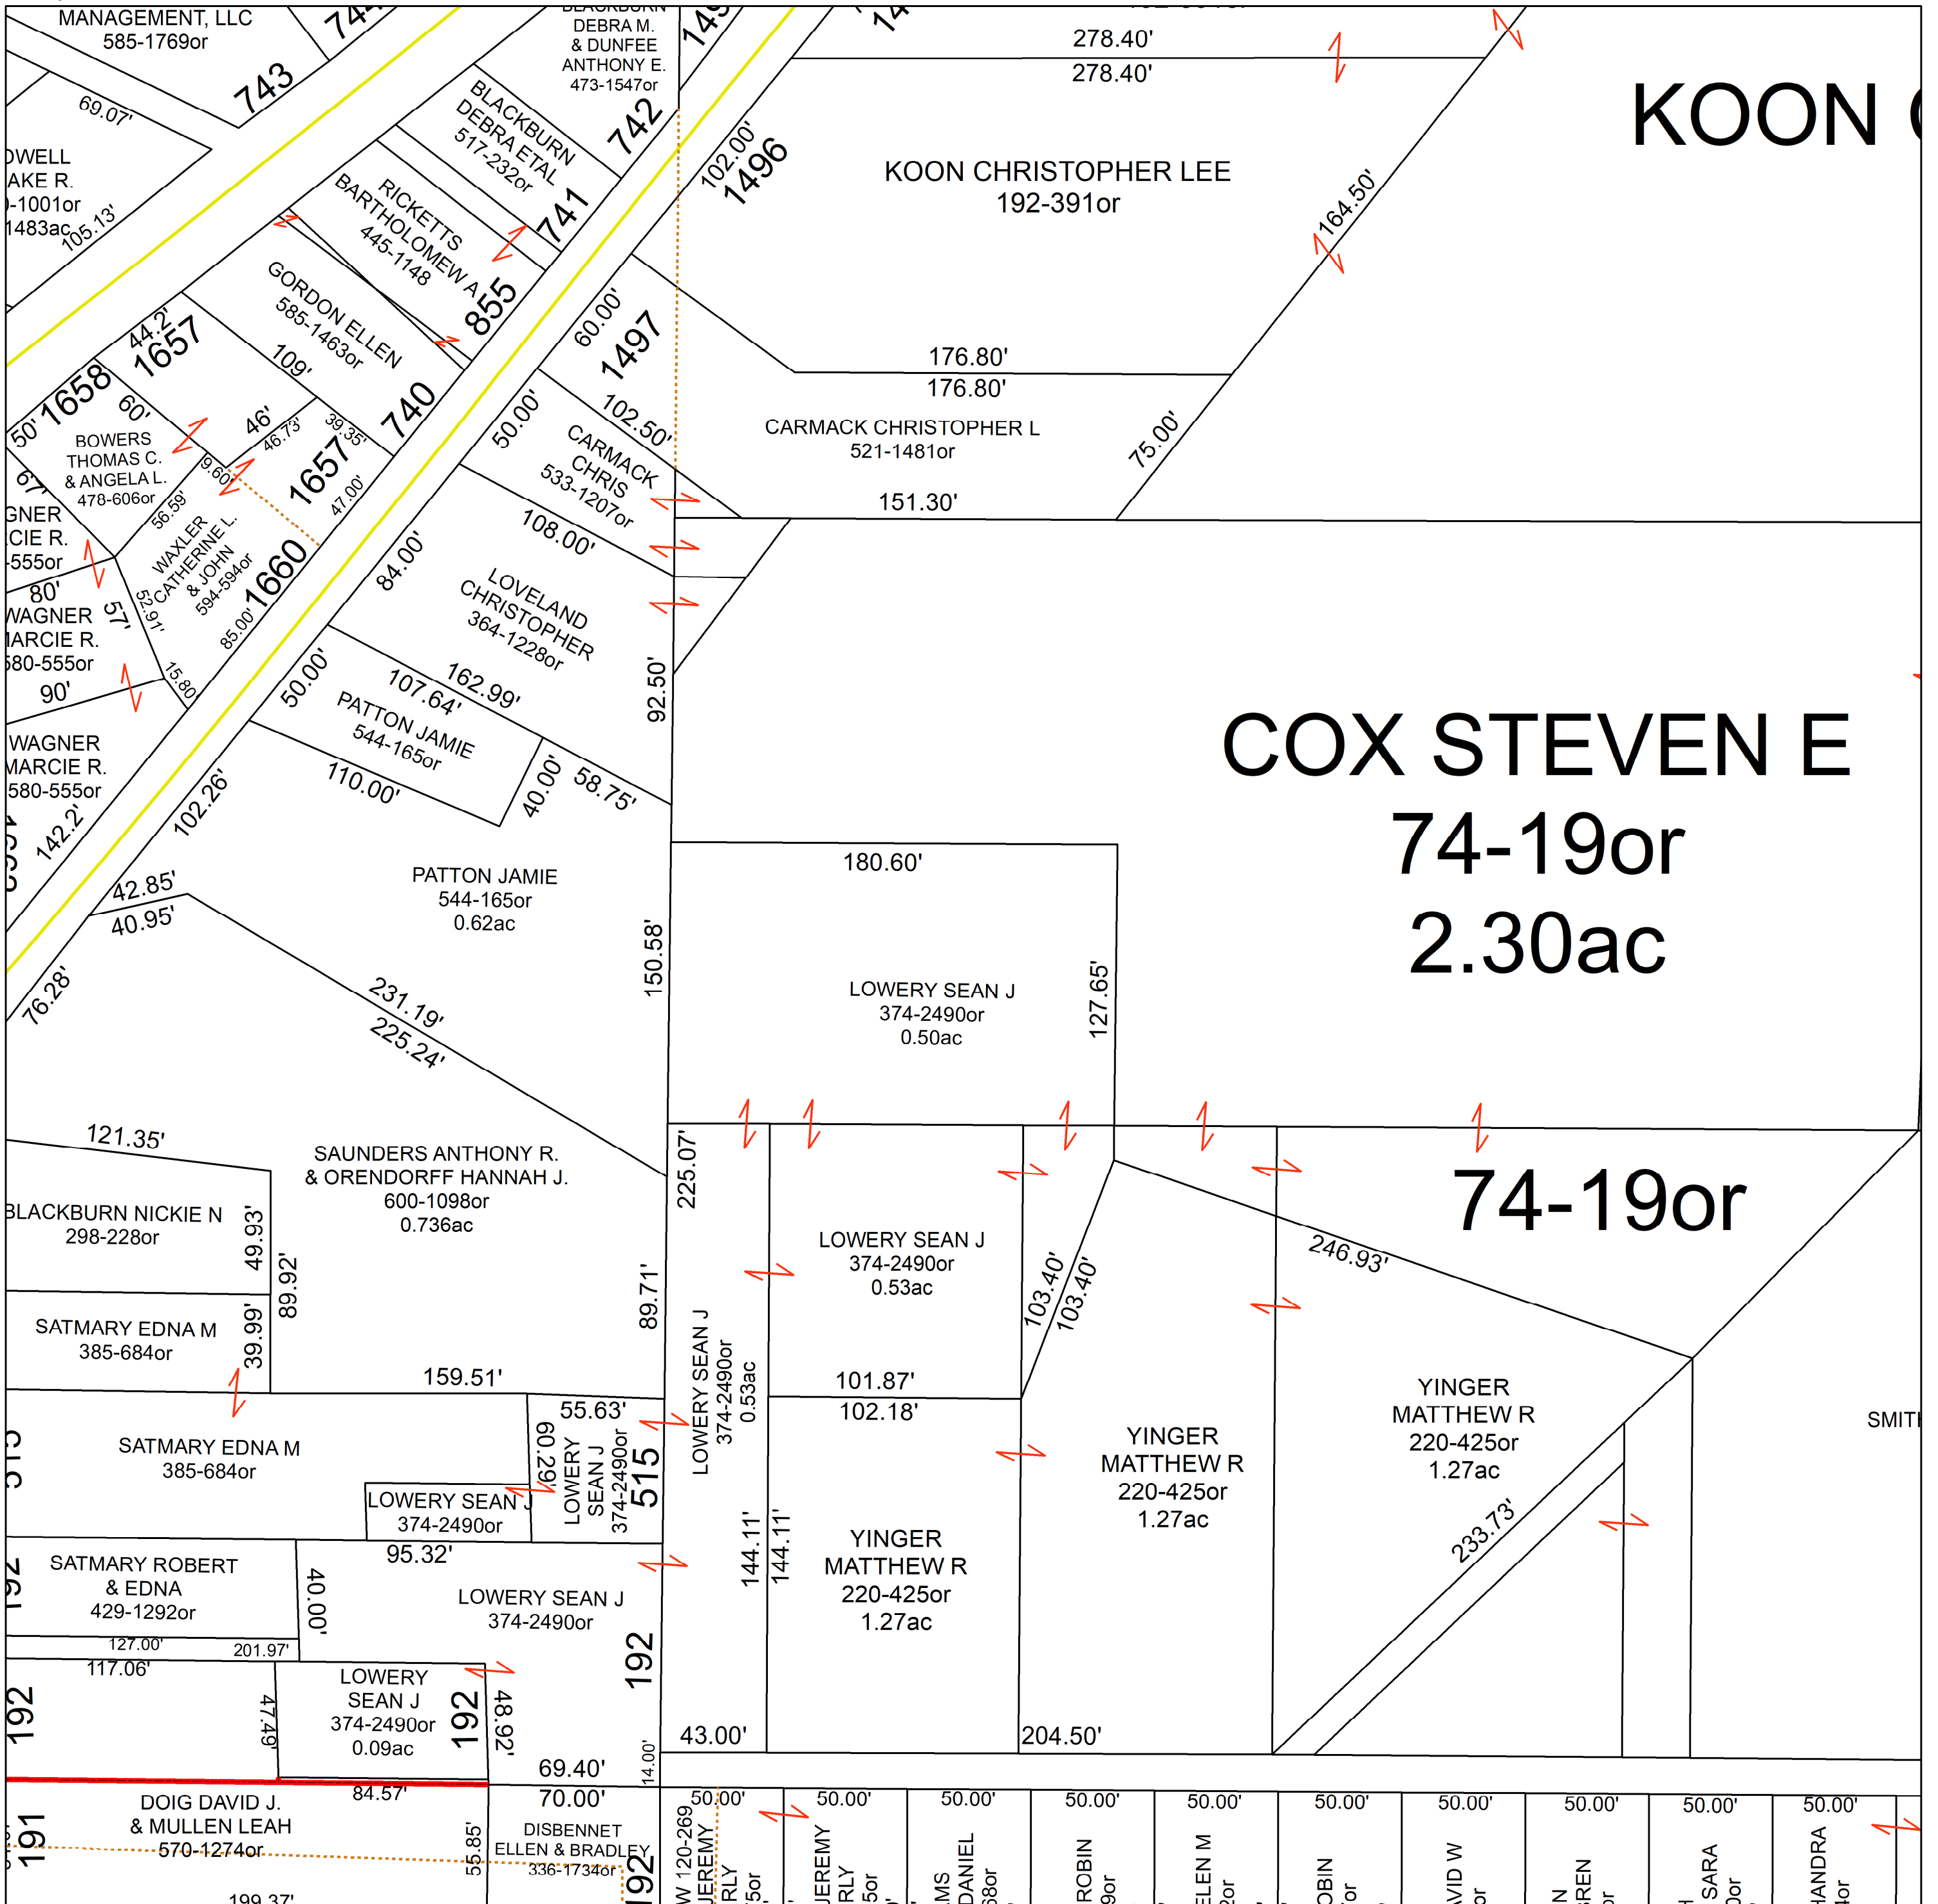 MANAGEMENT, LLC
585-1769or
743
DEBRA M.
& DUNFEE
ANTHONY E.
473-1547or
278.40'
278.40'
KOON
69.07'
AKE R.
105.13'
BLACKBURN
DEBRA ETAL
517-232or
742
741
102.00'
1496
KOON CHRISTOPHER LEE
192-391or
164.50'
RICKETTS
BARTHOLOMEW A
445-1148
855
GORDON ELLEN
585-1463or
109'
740
44.2'
1657
1658
50'
60'
46'
46.73'
39.35'
1657
47.00'
BOWERS
THOMAS C.
& ANGELA L.
478-606or
67'
9.60'
56.59'
WAXLER
CATHERINE L.
& JOHN
594-594or
1660
85.00'
52.91'
15.80'
57'
80'
WAGNER
MARCIE R.
580-555or
90'
WAGNER
MARCIE R.
580-555or
142.2'
60.00'
1497
176.80'
176.80'
CARMACK CHRISTOPHER L
521-1481or
75.00'
151.30'
50.00'
102.50'
CARMACK
CHRIS
533-1207or
108.00'
84.00'
LOVELAND
CHRISTOPHER
364-1228or
92.50'
162.99'
107.64'
50.00'
PATTON JAMIE
544-165or
110.00'
40.00'
58.75'
102.26'
COX STEVEN E
74-19or
2.30ac
PATTON JAMIE
544-165or
0.62ac
42.85'
40.95'
76.28'
231.19'
225.24'
150.58'
180.60'
LOWERY SEAN J
374-2490or
0.50ac
127.65'
121.35'
SAUNDERS ANTHONY R.
& ORENDORFF HANNAH J.
600-1098or
0.736ac
225.07'
89.71'
BLACKBURN NICKIE N
298-228or
49.93'
89.92'
SATMARY EDNA M
385-684or
39.99'
159.51'
LOWERY SEAN J
374-2490or
0.53ac
LOWERY SEAN J
374-2490or
0.53ac
103.40'
103.40'
101.87'
102.18'
74-19or
246.93'
YINGER
MATTHEW R
220-425or
1.27ac
YINGER
MATTHEW R
220-425or
1.27ac
YINGER
MATTHEW R
220-425or
1.27ac
144.11'
144.11'
233.73'
SATMARY EDNA M
385-684or
55.63'
60.29'
LOWERY
SEAN J
374-2490or
515
LOWERY SEAN J
374-2490or
95.32'
SATMARY ROBERT
& EDNA
429-1292or
40.00'
LOWERY SEAN J
374-2490or
192
127.00'
201.97'
117.06'
192
47.49'
LOWERY
SEAN J
374-2490or
0.09ac
192
48.92'
69.40'
14.00'
43.00'
204.50'
84.57'
DOIG DAVID J.
& MULLEN LEAH
570-1274or
191
55.85'
199.37'
70.00'
DISBENNET
ELLEN & BRADLEY
336-1734or
192
50.00'
50.00'
50.00'
50.00'
50.00'
50.00'
50.00'
50.00'
50.00'
50.00'
120-269
JEREMY
JEREMY
DANIEL
ROBIN
SARA